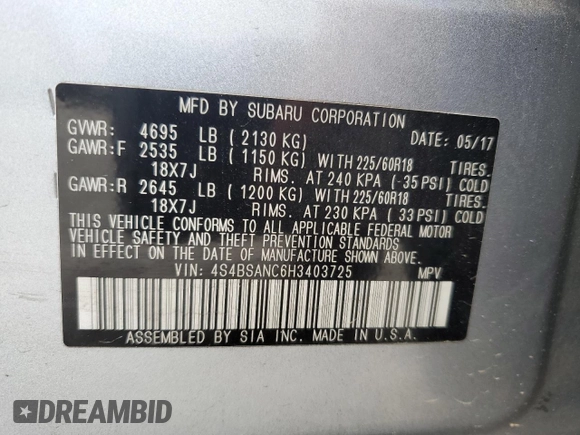 MFD BY SUBARU CORPORATION
GVWR: 4695 LB ( 2130 KG) DATE: 05/17
GAWR:F 2535 LB ( 1150 KG) WITH 225/60R18 TIRES.
18X7J RIMS. AT 240 KPA ( 35 PSI) COLD
GAWR:R 2645 LB ( 1200 KG) WITH 225/60R18 TIRES.
18X7J RIMS. AT 230 KPA ( 33 PSI) COLD
THIS VEHICLE CONFORMS TO ALL APPLICABLE FEDERAL MOTOR
VEHICLE SAFETY AND THEFT PREVENTION STANDARDS
IN EFFECT ON THE DATE OF MANUFACTURE SHOWN ABOVE.
VIN: 4S4BSANC6H3403725 MPV
ASSEMBLED BY SIA INC. MADE IN U.S.A.
DREAMBID